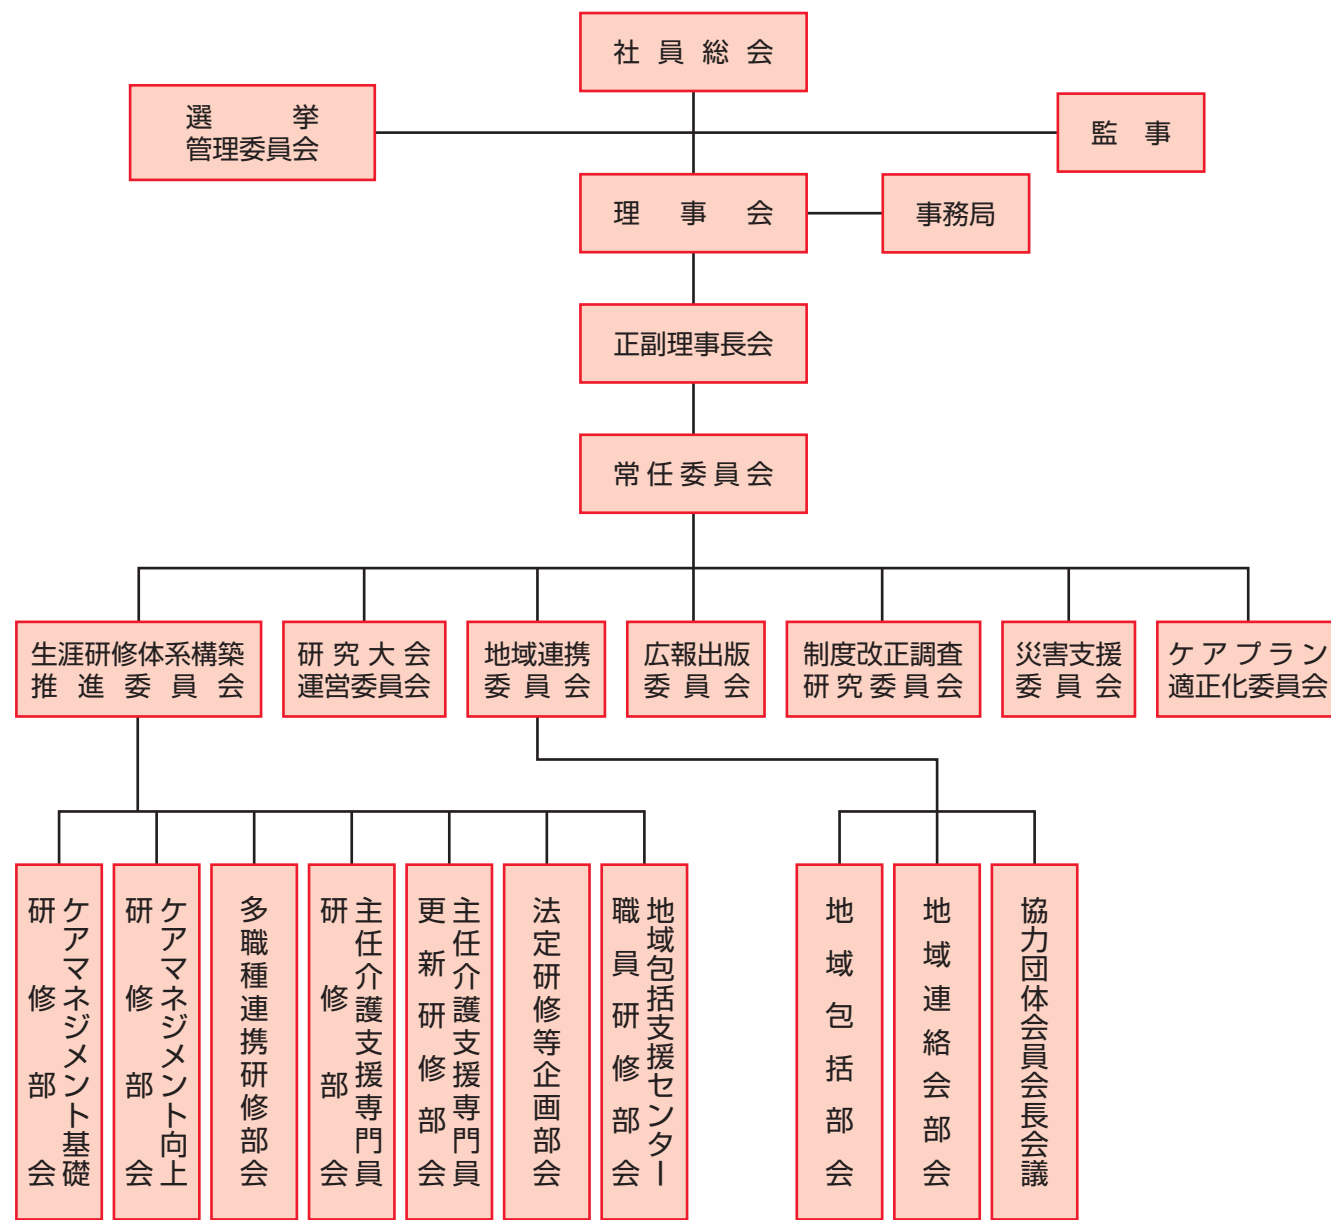 社員総会
選挙
管理委員会
監事
理事会
事務局
正副理事長会
常任委員会
生涯研修体系構築
推進委員会
研究大会
運営委員会
地域連携
委員会
広報出版
委員会
制度改正調査
研究委員会
災害支援
委員会
ケアプラン
適正化委員会
ケアマネジメント基礎
研修部会
ケアマネジメント向上
研修部会
多職種連携研修部会
主任介護支援専門員
研修部会
主任介護支援専門員
更新研修部会
法定研修等企画部会
地域包括支援センター
職員研修部会
地域包括部会
地域連絡会部会
協力団体会員会長会議